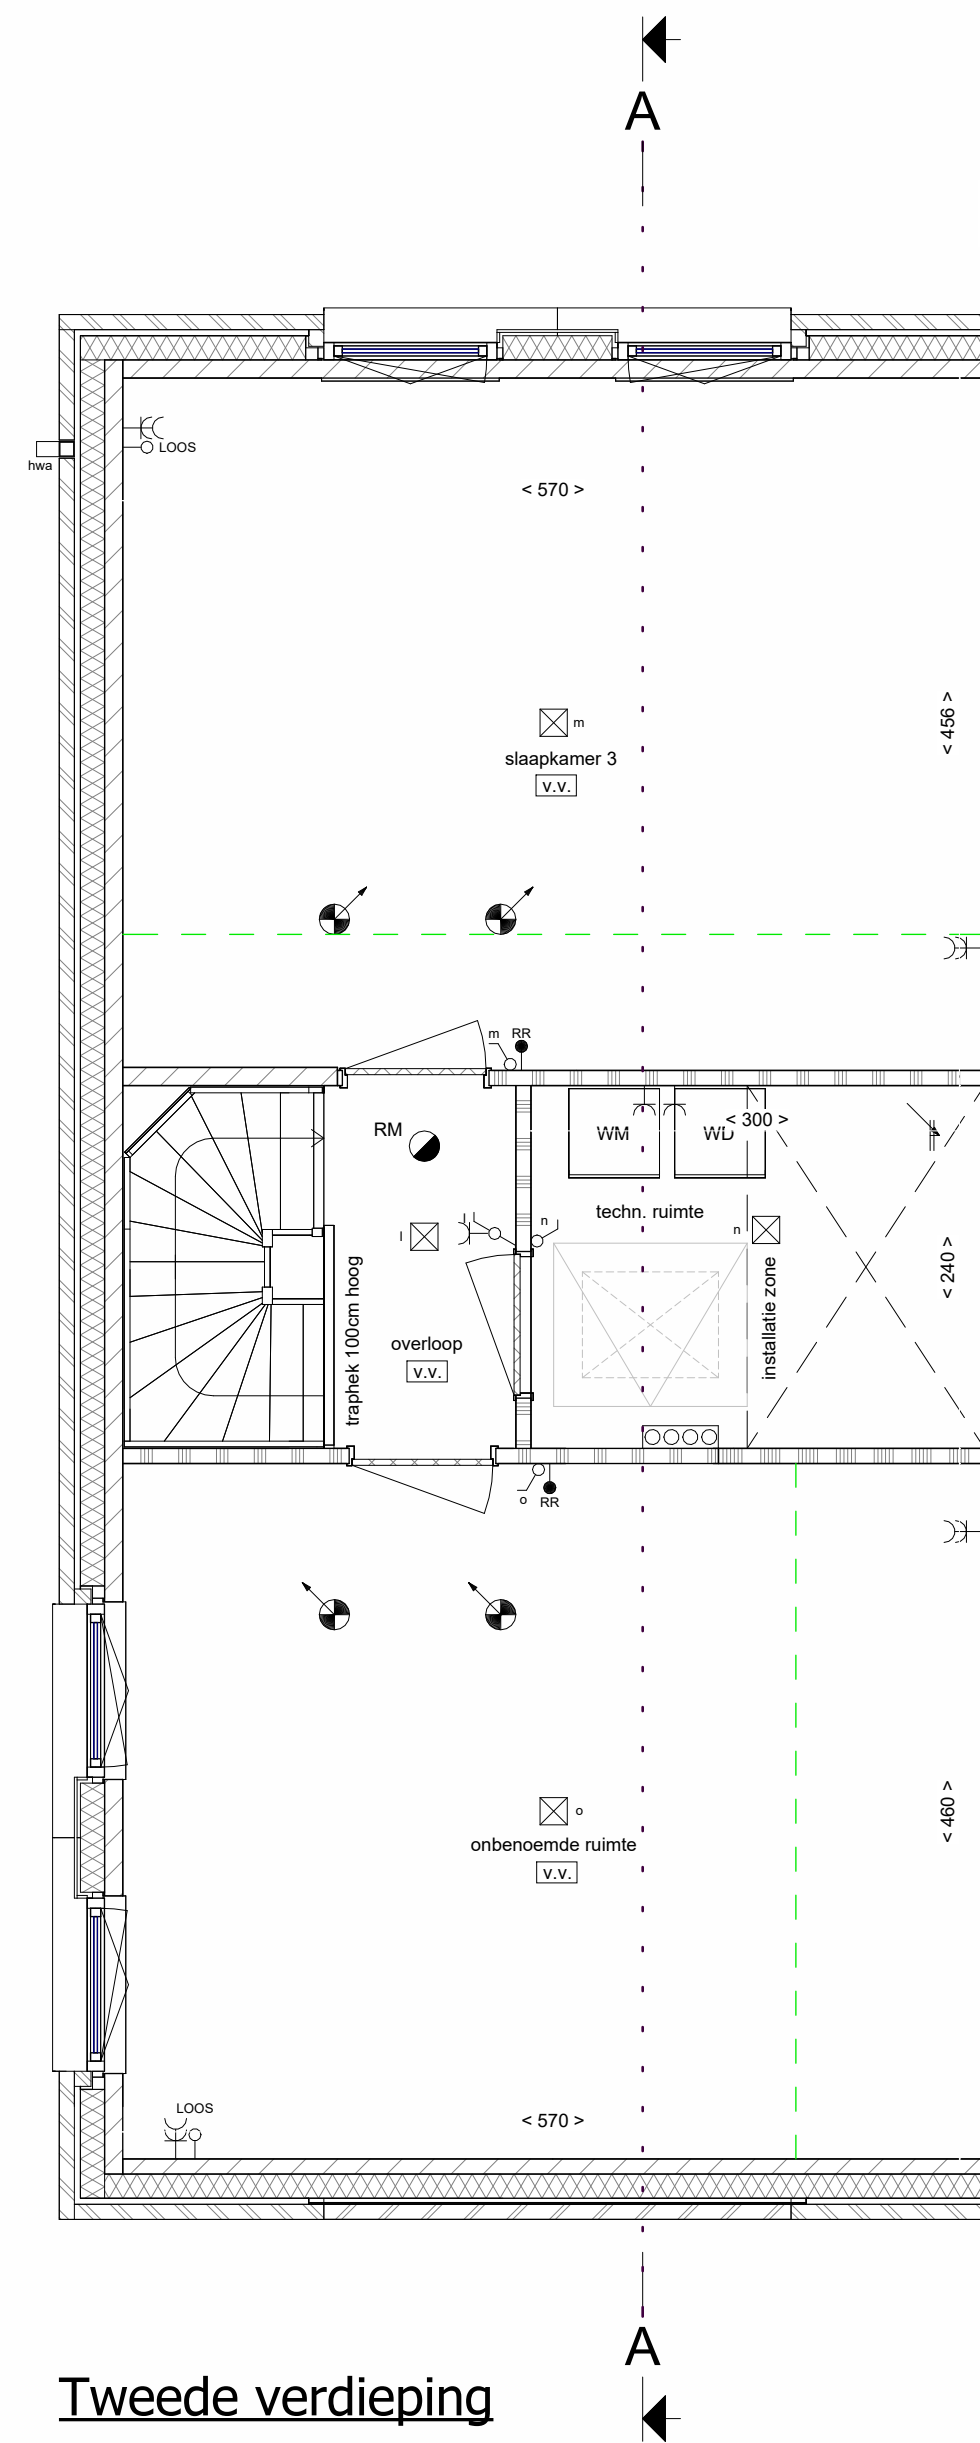 A
LOOS
hwa
< 570 >
< 456 >
m
slaapkamer 3
v.v.
m RR
RM
WM
WD
< 300 >
techn. ruimte
l
l
n
n
traphek 100cm hoog
installatie zone
< 240 >
overloop
v.v.
o RR
o
onbenoemde ruimte
v.v.
< 460 >
LOOS
< 570 >
A
Tweede verdieping